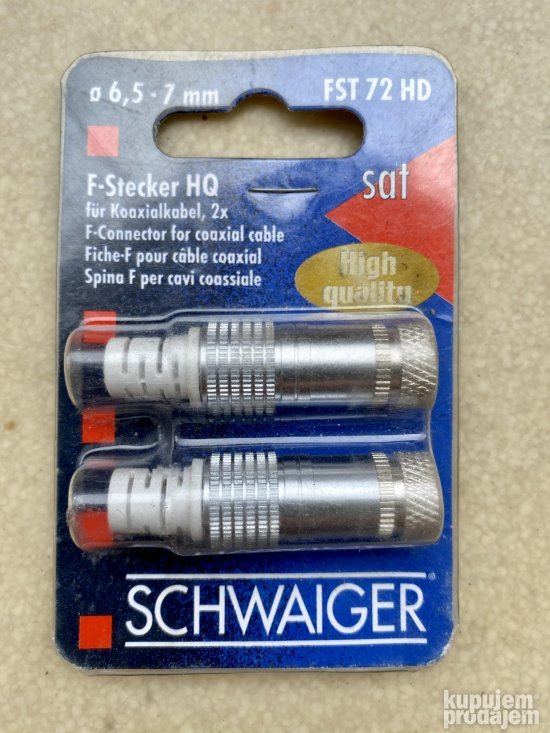 ø 6,5 - 7 mm
FST 72 HD
F-Stecker HQ
für Koaxialkabel, 2x
F-Connector for coaxial cable
Fiche-F pour câble coaxial
Spina F per cavi coassiale
sat
High
quality
SCHWAIGER®
kupujem
prodajem